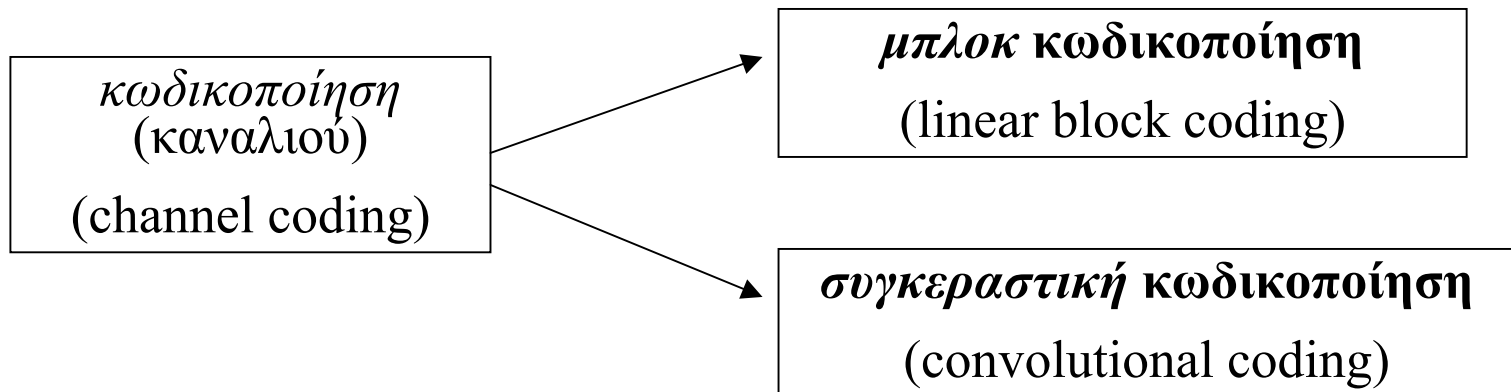 κωδικοποίηση
(καναλιού)
(channel coding)
μπλοκ κωδικοποίηση
(linear block coding)
συγκεραστική κωδικοποίηση
(convolutional coding)